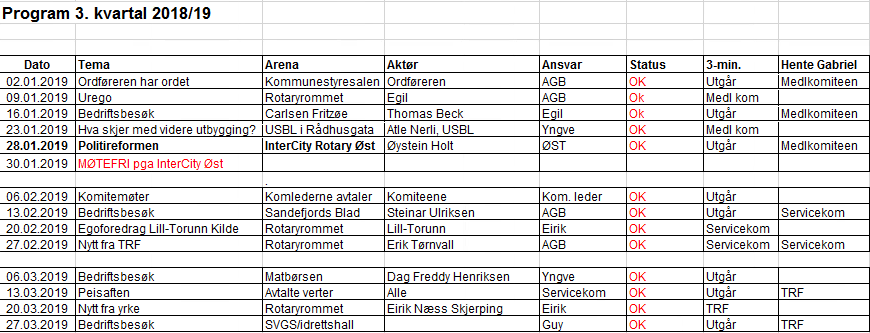 Program 3. kvartal 2018/19
Dato Tema Arena Aktør Ansvar Status 3-min. Hente Gabriel
02.01.2019 Ordføreren har ordet Kommunestyresalen Ordføreren AGB OK Utgår Medlkomiteen
09.01.2019 Urego Rotaryrommet Egil AGB Ok Medl kom
16.01.2019 Bedriftsbesøk Carlsen Fritzøe Thomas Beck Egil Ok Utgår Medlkomiteen
23.01.2019 Hva skjer med videre utbygging? USBL i Rådhusgata Atle Nerli, USBL Yngve OK Medl kom
28.01.2019 Politireformen InterCity Rotary Øst Øystein Holt ØST OK Utgår Medlkomiteen
30.01.2019 MØTEFRI pga InterCity Øst
06.02.2019 Komitemøter Komlederne avtaler Komiteene Kom. leder OK Utgår
13.02.2019 Bedriftsbesøk Sandefjords Blad Steinar Ulriksen AGB OK Utgår Servicekom
20.02.2019 Egoforedrag Lill-Torunn Kilde Rotaryrommet Lill-Torunn Eirik OK Servicekom
27.02.2019 Nytt fra TRF Rotaryrommet Erik Tørnvall AGB OK Servicekom Servicekom
06.03.2019 Bedriftsbesøk Matbørsen Dag Freddy Henriksen Yngve OK Utgår
13.03.2019 Peisaften Avtalte verter Alle Servicekom OK Utgår TRF
20.03.2019 Nytt fra yrke Rotaryrommet Eirik Næss Skjerping Eirik OK TRF
27.03.2019 Bedriftsbesøk SVGS/idrettshall Guy OK Utgår TRF